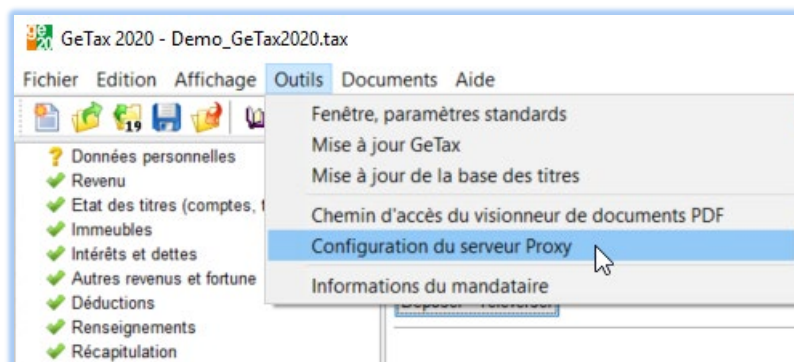 GeTax 2020 - Demo_GeTax2020.tax
Fichier Edition Affichage Outils Documents Aide
19
Fenêtre, paramètres standards
Mise à jour GeTax
Mise à jour de la base des titres
Chemin d'accès du visionneur de documents PDF
Configuration du serveur Proxy
Informations du mandataire
Données personnelles
Revenu
Etat des titres (comptes,
Immeubles
Intérêts et dettes
Autres revenus et fortune
Déductions
Renseignements
Récapitulation